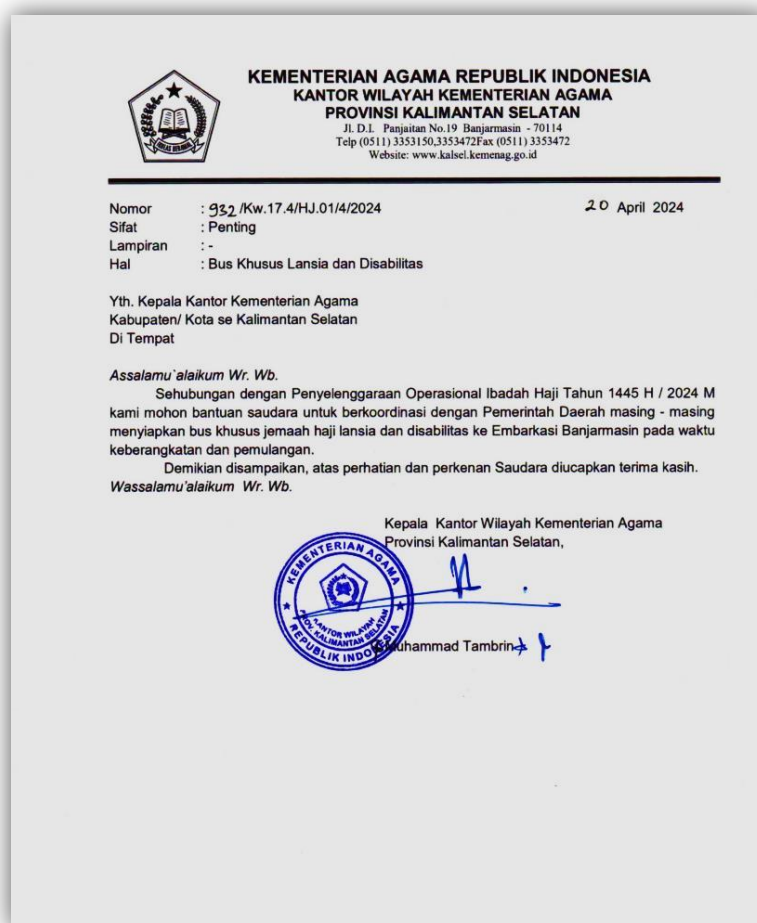 KEMENTERIAN AGAMA REPUBLIK INDONESIA
KANTOR WILAYAH KEMENTERIAN AGAMA
PROVINSI KALIMANTAN SELATAN
Jl. D.I. Panjaitan No.19 Banjarmasin - 70114
Telp (0511) 3353150,3353472Fax (0511) 3353472
Website: www.kalsel.kemenag.go.id
IKHLAS BERAMAL
Nomor : 932/Kw.17.4/HJ.01/4/2024 20 April 2024
Sifat : Penting
Lampiran : -
Hal : Bus Khusus Lansia dan Disabilitas
Yth. Kepala Kantor Kementerian Agama
Kabupaten/ Kota se Kalimantan Selatan
Di Tempat
Assalamu`alaikum Wr. Wb.
Sehubungan dengan Penyelenggaraan Operasional Ibadah Haji Tahun 1445 H / 2024 M
kami mohon bantuan saudara untuk berkoordinasi dengan Pemerintah Daerah masing - masing
menyiapkan bus khusus jemaah haji lansia dan disabilitas ke Embarkasi Banjarmasin pada waktu
keberangkatan dan pemulangan.
Demikian disampaikan, atas perhatian dan perkenan Saudara diucapkan terima kasih.
Wassalamu'alaikum Wr. Wb.
Kepala Kantor Wilayah Kementerian Agama
Provinsi Kalimantan Selatan,
KEMENTERIAN AGAMA
KANTOR WILAYAH
PROV. KALIMANTAN SELATAN
REPUBLIK INDONESIA
Muhammad Tambrin